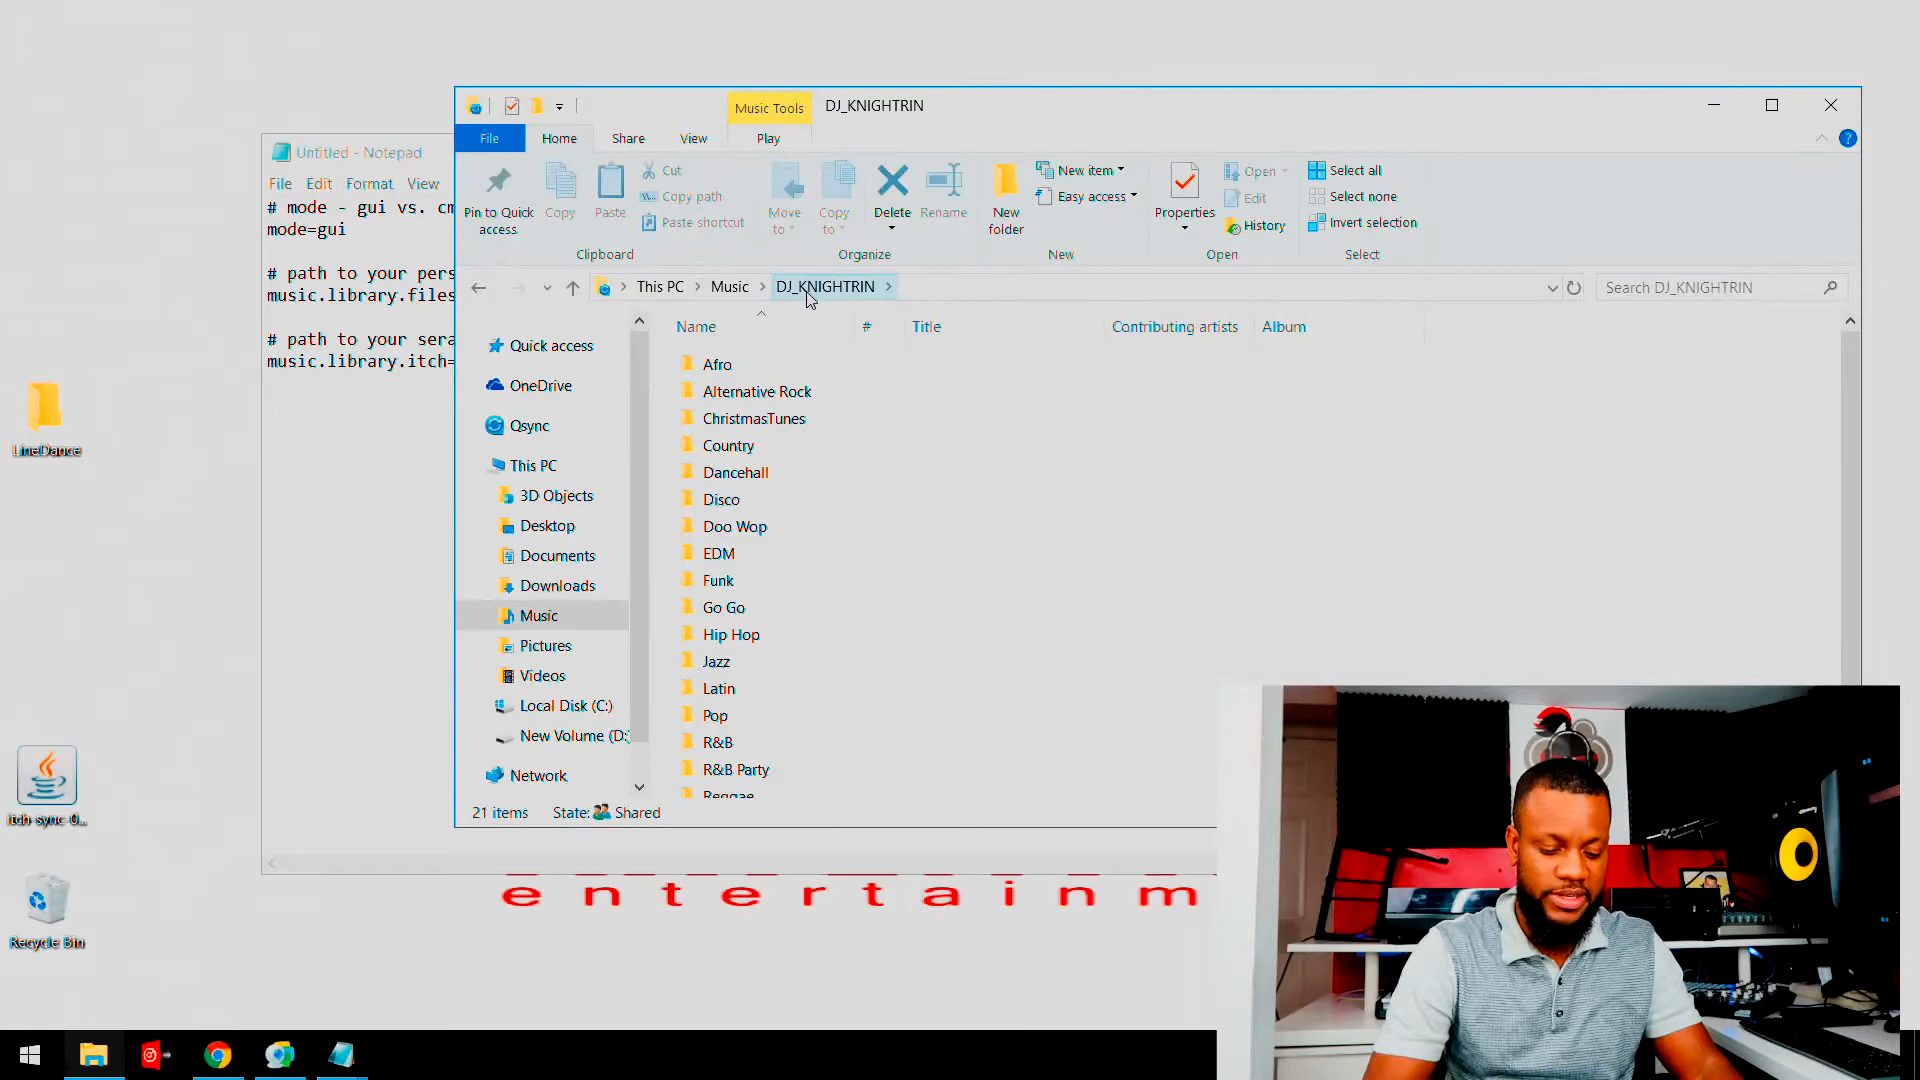 Music Tools
DJ_KNIGHTRIN
File
Home
Share
View
Play
Pin to Quick access
Copy
Paste
Cut
Copy path
Paste shortcut
Move to
Copy to
Delete
Rename
New folder
New item
Easy access
Properties
Open
Edit
History
Select all
Select none
Invert selection
Clipboard
Organize
New
Open
Select
This PC
Music
DJ_KNIGHTRIN
Search DJ_KNIGHTRIN
Untitled - Notepad
File
Edit
Format
View
# mode - gui vs.
mode=gui
# path to your
music.library.files
# path to your
music.library.itch=
Quick access
OneDrive
Qsync
This PC
3D Objects
Desktop
Documents
Downloads
Music
Pictures
Videos
Local Disk (C:)
New Volume (D:
Network
Name
#
Title
Contributing artists
Album
Afro
Alternative Rock
ChristmasTunes
Country
Dancehall
Disco
Doo Wop
EDM
Funk
Go Go
Hip Hop
Jazz
Latin
Pop
R&B
R&B Party
Reggae
21 items
State:
Shared
LineDance
itch-sync-0...
Recycle Bin
entertainm